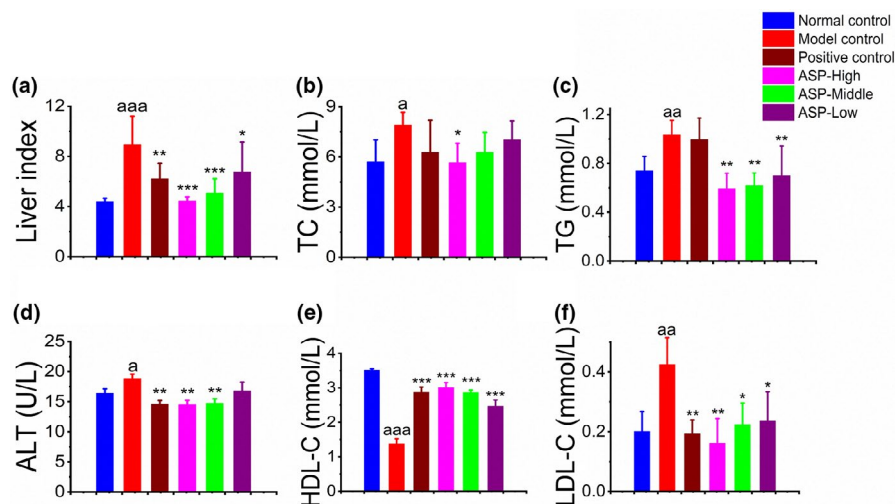 Normal control
Model control
Positive control
ASP-High
ASP-Middle
ASP-Low
(a)
Liver index
12
8
4
0
aaa
**
***
***
*
(b)
TC (mmol/L)
9
6
3
0
a
*
(c)
TG (mmol/L)
1.2
0.8
0.4
0.0
aa
**
**
**
(d)
ALT (U/L)
25
20
15
10
5
0
a
**
**
**
(e)
HDL-C (mmol/L)
4
3
2
1
0
aaa
***
***
***
***
(f)
LDL-C (mmol/L)
0.4
0.2
0.0
aa
**
**
*
*